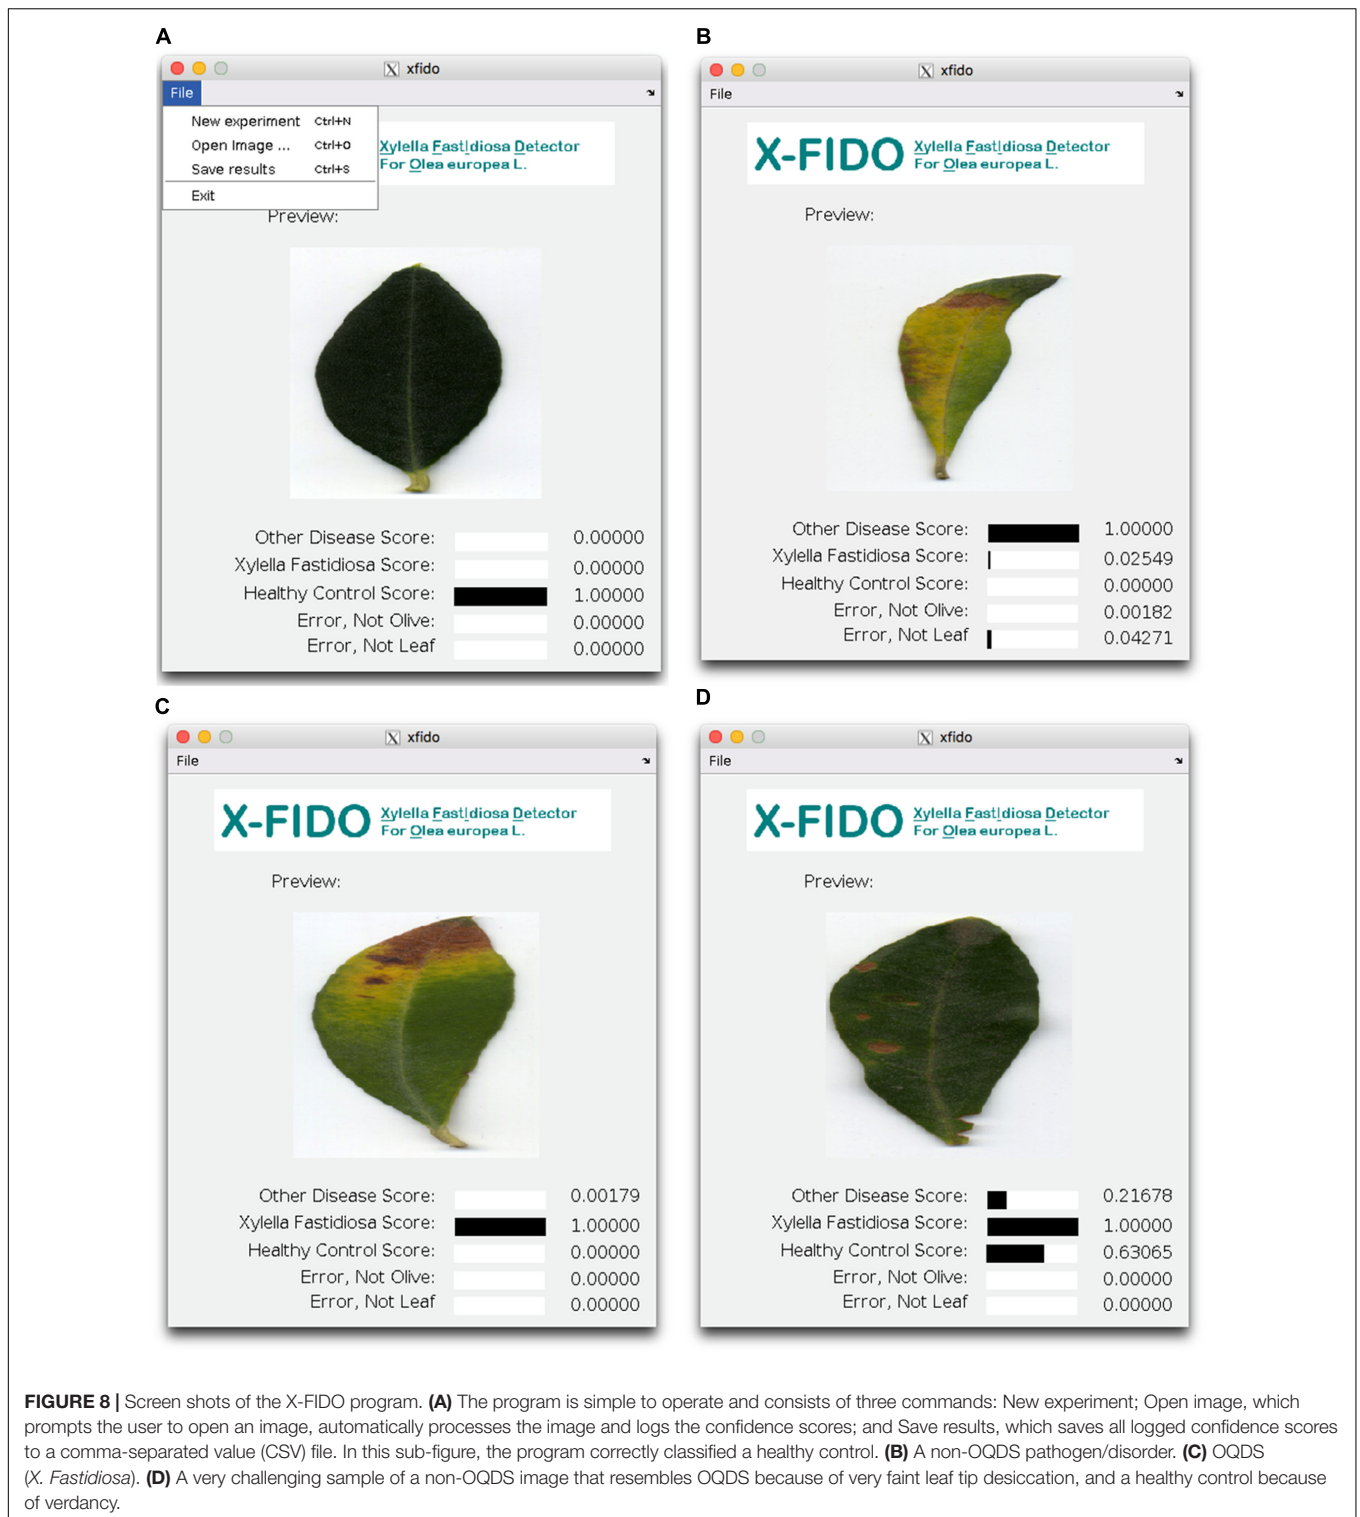 A
xfido
File
New experiment Ctrl+N
Open Image ... Ctrl+O
Save results Ctrl+S
Exit
Xylella FastIdiosa Detector
For Olea europea L.
Preview:
Other Disease Score: 0.00000
Xylella Fastidiosa Score: 0.00000
Healthy Control Score: 1.00000
Error, Not Olive: 0.00000
Error, Not Leaf 0.00000
B
xfido
File
X-FIDO Xylella FastIdiosa Detector
For Olea europea L.
Preview:
Other Disease Score: 1.00000
Xylella Fastidiosa Score: 0.02549
Healthy Control Score: 0.00000
Error, Not Olive: 0.00182
Error, Not Leaf 0.04271
C
xfido
File
X-FIDO Xylella FastIdiosa Detector
For Olea europea L.
Preview:
Other Disease Score: 0.00179
Xylella Fastidiosa Score: 1.00000
Healthy Control Score: 0.00000
Error, Not Olive: 0.00000
Error, Not Leaf 0.00000
D
xfido
File
X-FIDO Xylella FastIdiosa Detector
For Olea europea L.
Preview:
Other Disease Score: 0.21678
Xylella Fastidiosa Score: 1.00000
Healthy Control Score: 0.63065
Error, Not Olive: 0.00000
Error, Not Leaf 0.00000
FIGURE 8 | Screen shots of the X-FIDO program. (A) The program is simple to operate and consists of three commands: New experiment; Open image, which
prompts the user to open an image, automatically processes the image and logs the confidence scores; and Save results, which saves all logged confidence scores
to a comma-separated value (CSV) file. In this sub-figure, the program correctly classified a healthy control. (B) A non-OQDS pathogen/disorder. (C) OQDS
(X. Fastidiosa). (D) A very challenging sample of a non-OQDS image that resembles OQDS because of very faint leaf tip desiccation, and a healthy control because
of verdancy.